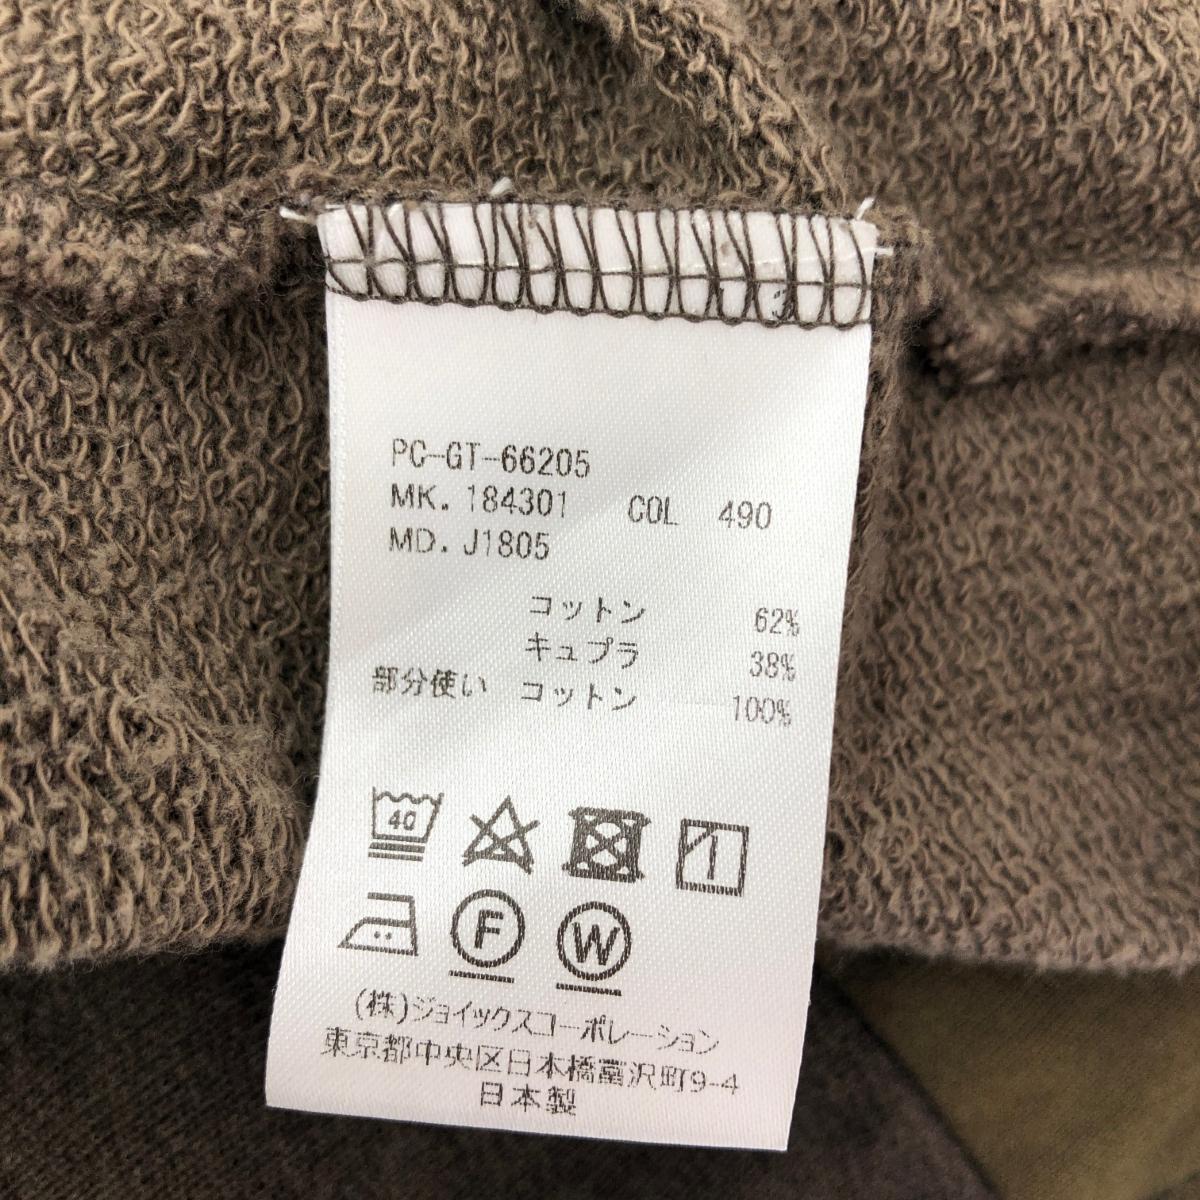 3
PC-GT-66205
MK. 184301 COL 490
MD. J1805
コットン 62%
キュプラ 38%
部分使い コットン 100%
40
F W
(株)ジョイックスコーポレーション
東京都中央区日本橋富沢町9-4
日本製